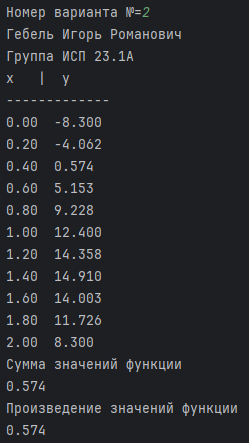 Номер варианта №=2
Гебель Игорь Романович
Группа ИСП 23.1А
x | y
-------------
0.00 -8.300
0.20 -4.062
0.40 0.574
0.60 5.153
0.80 9.228
1.00 12.400
1.20 14.358
1.40 14.910
1.60 14.003
1.80 11.726
2.00 8.300
Сумма значений функции
0.574
Произведение значений функции
0.574